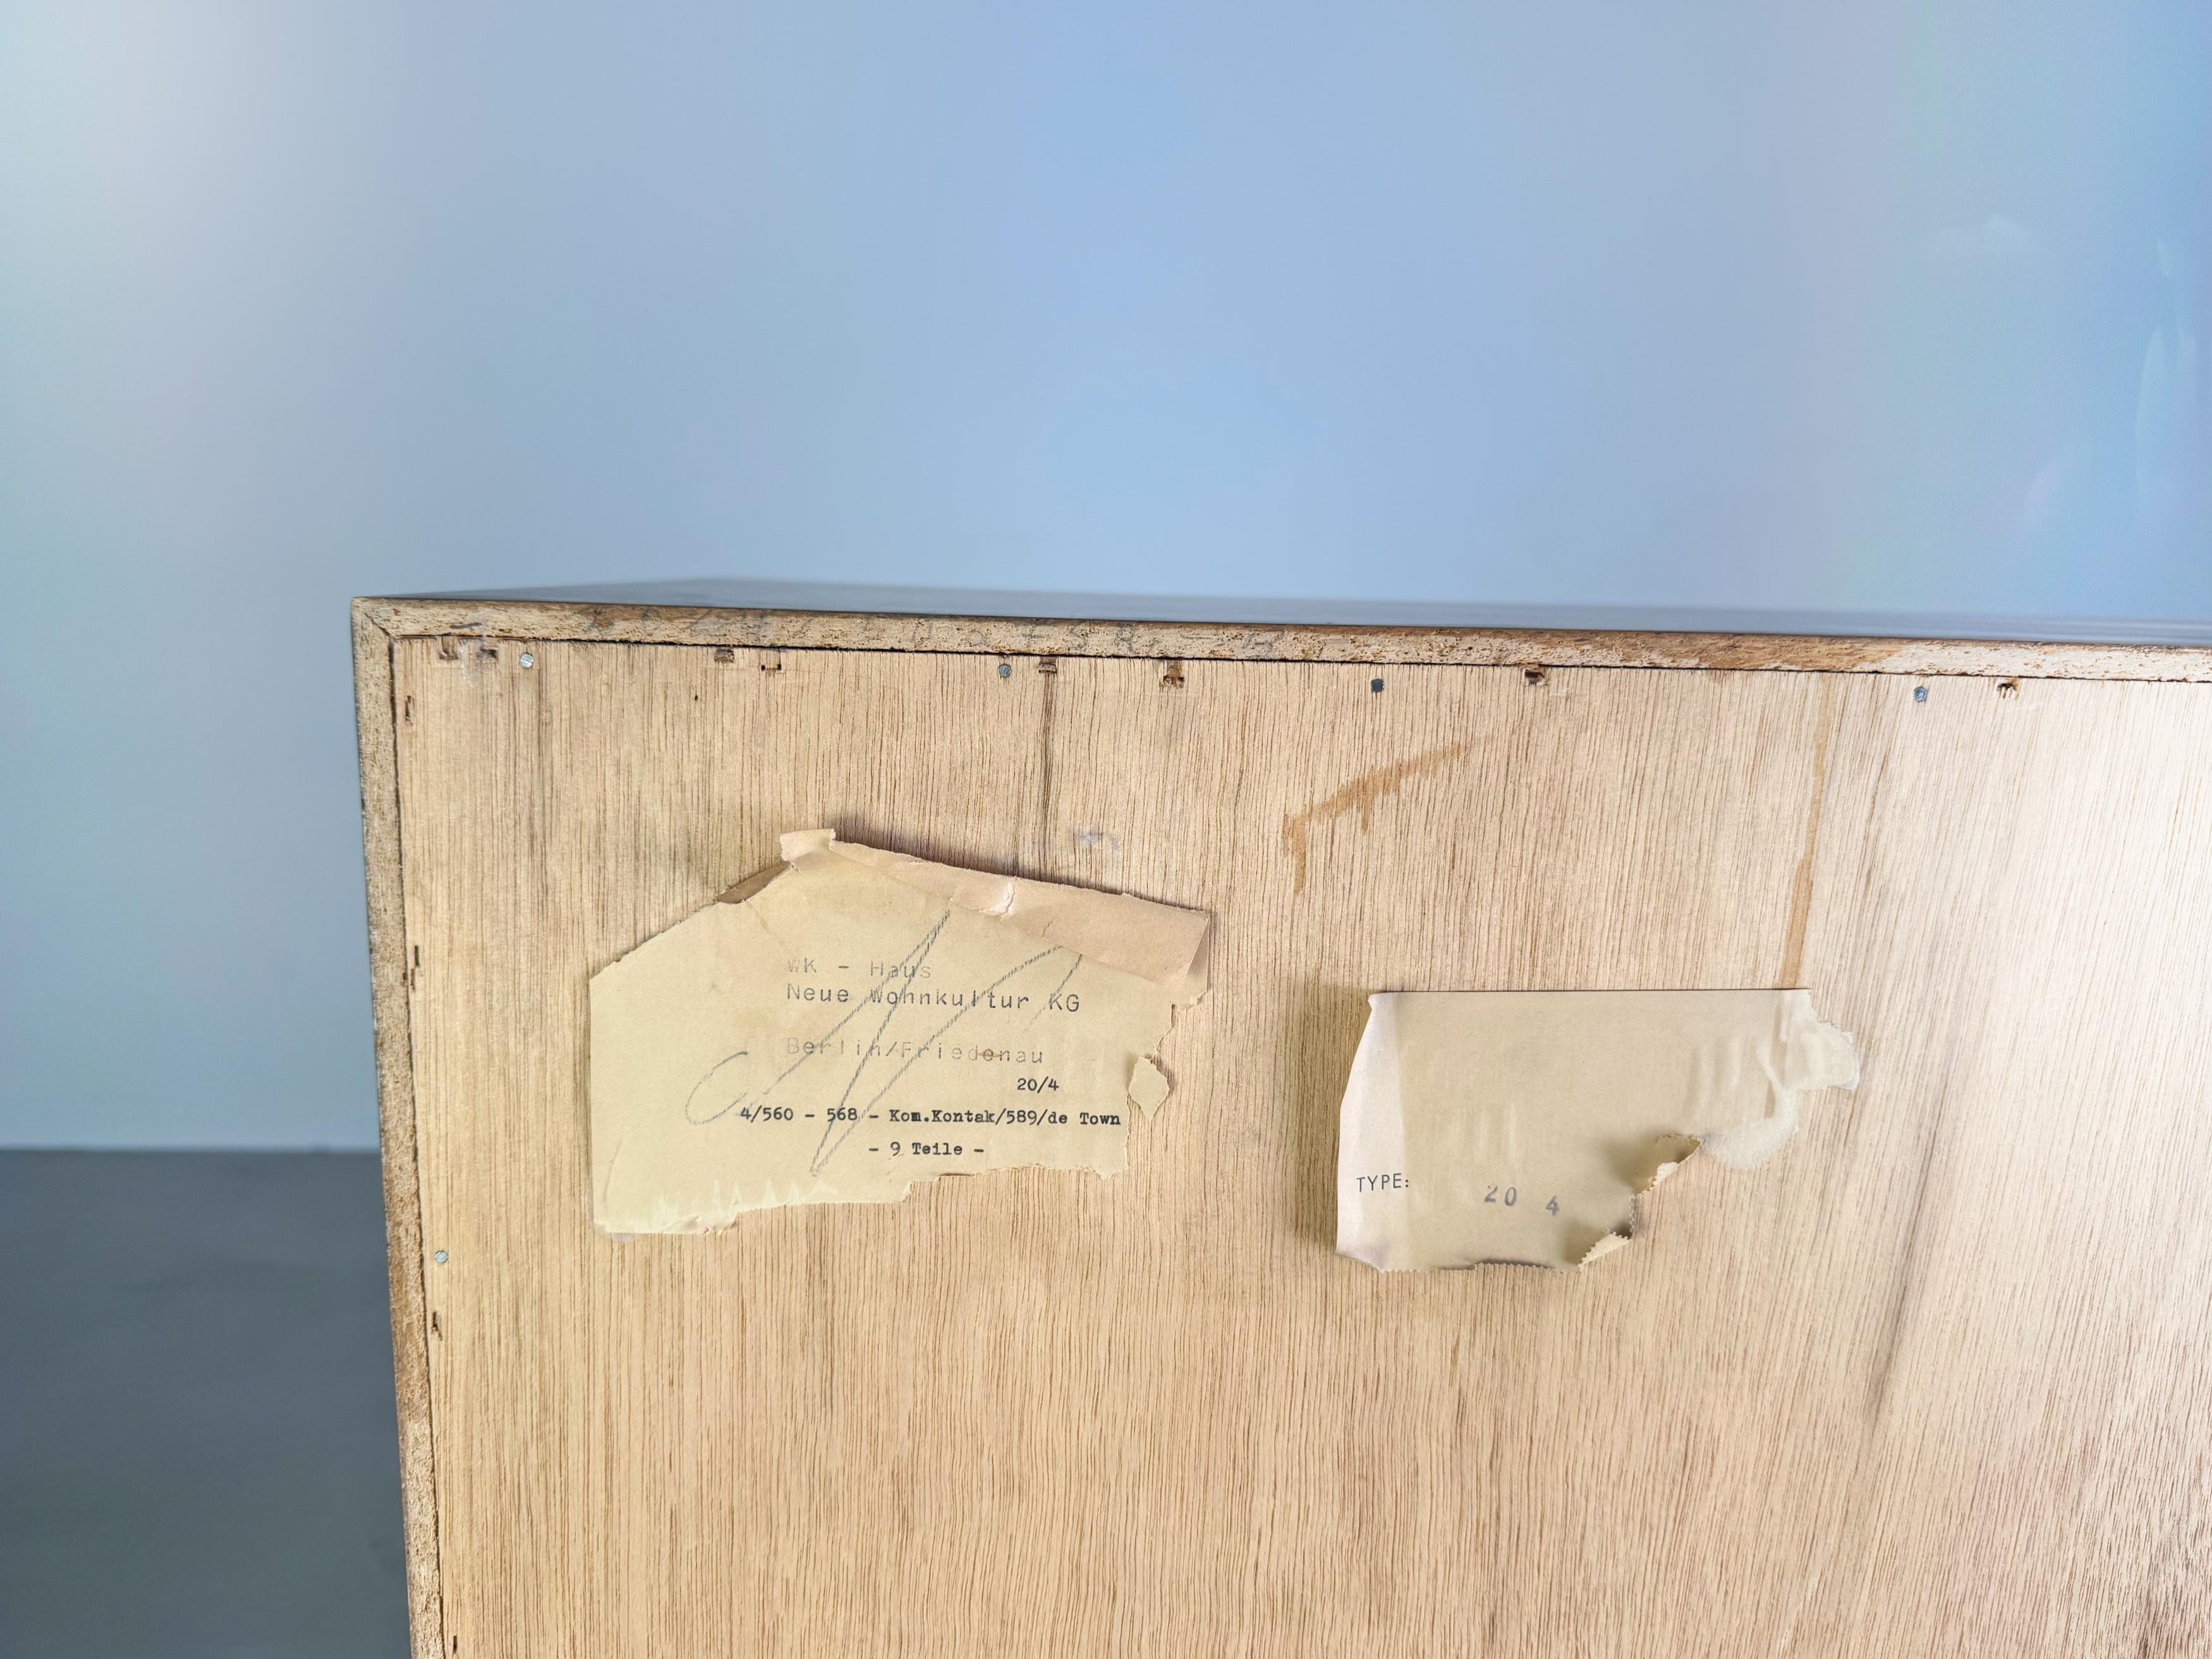 WK - Haus
Neue Wohnkultur KG
Berlin/Friedenau
20/4
4/560 - 568 - Kom.Kontak/589/de Town
- 9 Teile -
TYPE: 20 4